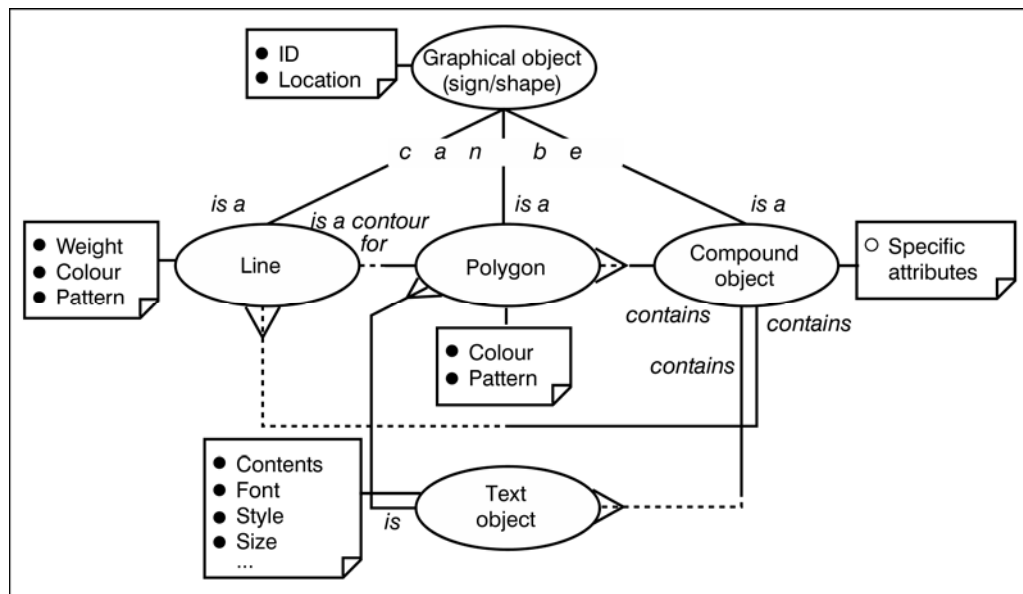 ● ID
● Location
Graphical object
(sign/shape)
c a n b e
is a
is a contour
for
is a
is a
● Weight
● Colour
● Pattern
Line
Polygon
Compound
object
○ Specific
attributes
contains
contains
contains
● Colour
● Pattern
● Contents
● Font
● Style
● Size
...
is
Text
object